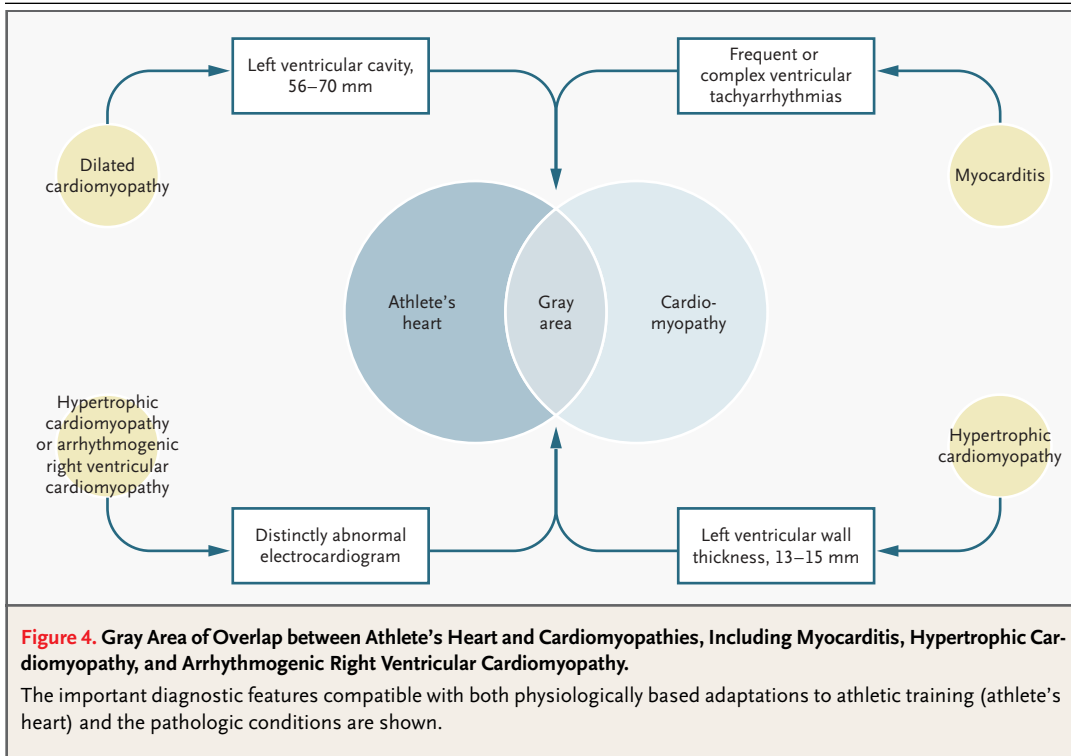 Left ventricular cavity,
56–70 mm
Frequent or
complex ventricular
tachyarrhythmias
Dilated
cardiomyopathy
Myocarditis
Athlete’s
heart
Gray
area
Cardio-
myopathy
Hypertrophic
cardiomyopathy
or arrhythmogenic
right ventricular
cardiomyopathy
Hypertrophic
cardiomyopathy
Distinctly abnormal
electrocardiogram
Left ventricular wall
thickness, 13–15 mm
Figure 4. Gray Area of Overlap between Athlete’s Heart and Cardiomyopathies, Including Myocarditis, Hypertrophic Car-
diomyopathy, and Arrhythmogenic Right Ventricular Cardiomyopathy.
The important diagnostic features compatible with both physiologically based adaptations to athletic training (athlete’s
heart) and the pathologic conditions are shown.